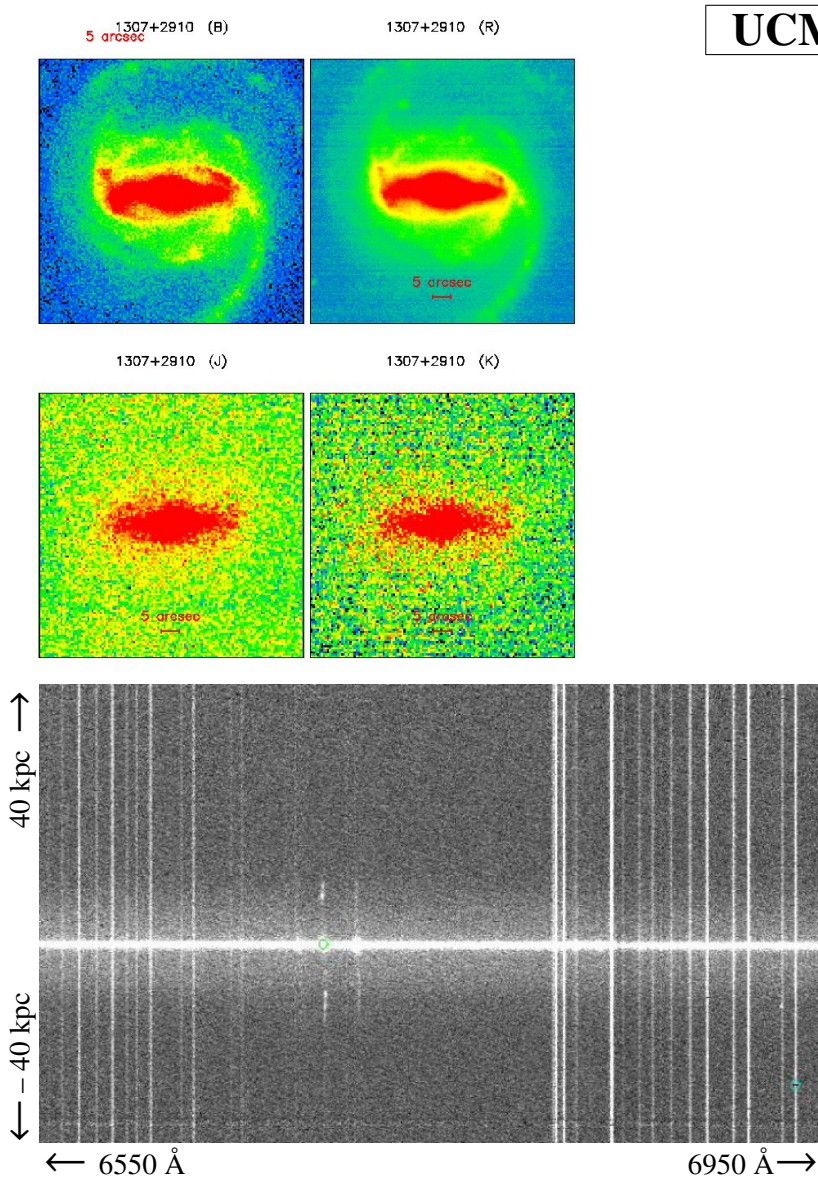 1307+2910 (B)
1307+2910 (R)
UCM
5 arcsec
5 arcsec
1307+2910 (J)
1307+2910 (K)
5 arcsec
5 arcsec
40 kpc
− 40 kpc
6550 Å
6950 Å